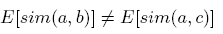 E[sim(a, b)] ≠ E[sim(a, c)]